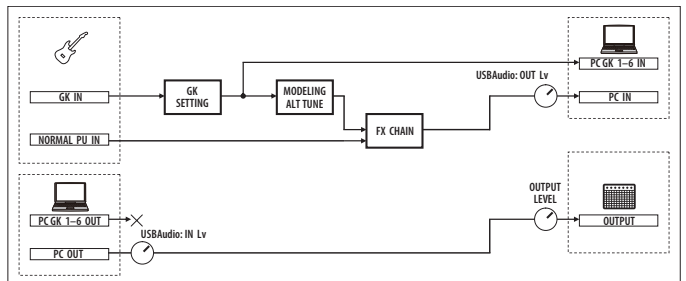 PC GK 1–6 IN
USBAudio: OUT Lv
GK IN
GK
SETTING
MODELING
ALT TUNE
PC IN
NORMAL PU IN
FX CHAIN
OUTPUT
LEVEL
PC GK 1–6 OUT
OUTPUT
USBAudio: IN Lv
PC OUT